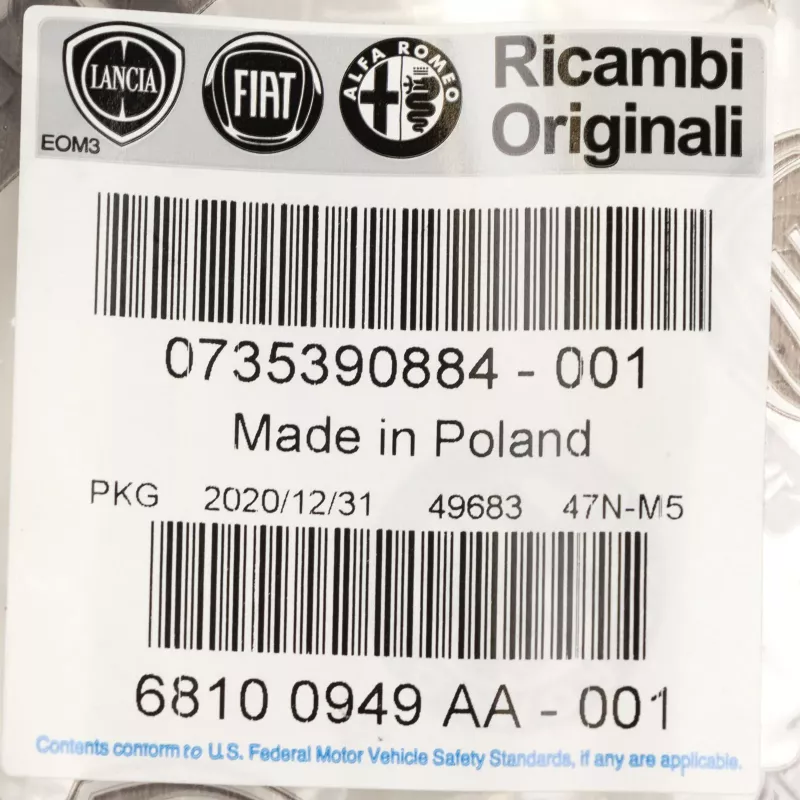 LANCIA
FIAT
ALFA ROMEO
Ricambi
Originali
EOM3
0735390884 - 001
Made in Poland
PKG 2020/12/31 49683 47N-M5
6810 0949 AA - 001
Contents conform to U.S. Federal Motor Vehicle Safety Standards, if any are applicable.